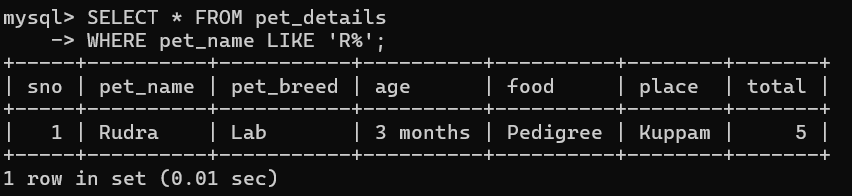 mysql> SELECT * FROM pet_details
    -> WHERE pet_name LIKE 'R%';
+-----+----------+-----------+----------+----------+--------+-------+
| sno | pet_name | pet_breed | age      | food     | place  | total |
+-----+----------+-----------+----------+----------+--------+-------+
|   1 | Rudra    | Lab       | 3 months | Pedigree | Kuppam |     5 |
+-----+----------+-----------+----------+----------+--------+-------+
1 row in set (0.01 sec)